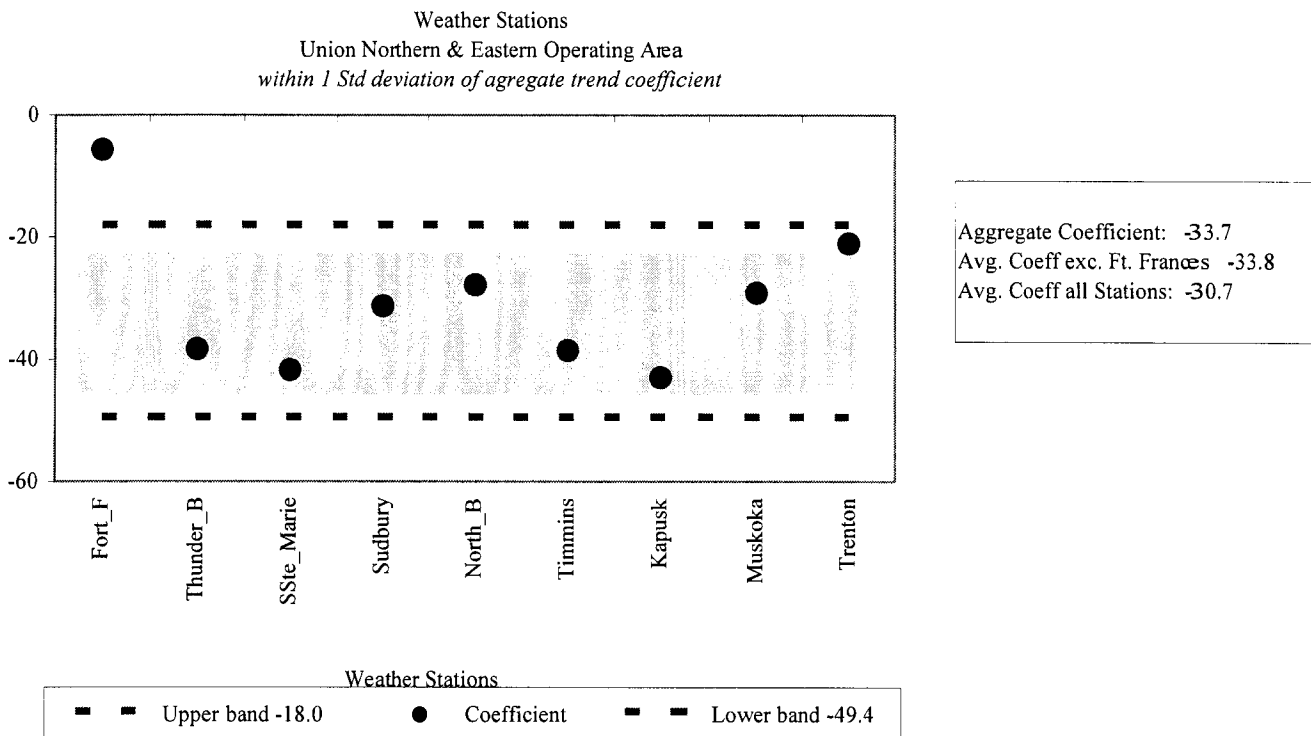 Weather Stations
Union Northern & Eastern Operating Area
within 1 Std deviation of agregate trend coefficient
0
-20
-40
-60
Fort_F
Thunder_B
SSte_Marie
Sudbury
North_B
Timmins
Kapusk
Muskoka
Trenton
Aggregate Coefficient: -33.7
Avg. Coeff exc. Ft. Frances -33.8
Avg. Coeff all Stations: -30.7
Weather Stations
Upper band -18.0 Coefficient Lower band -49.4